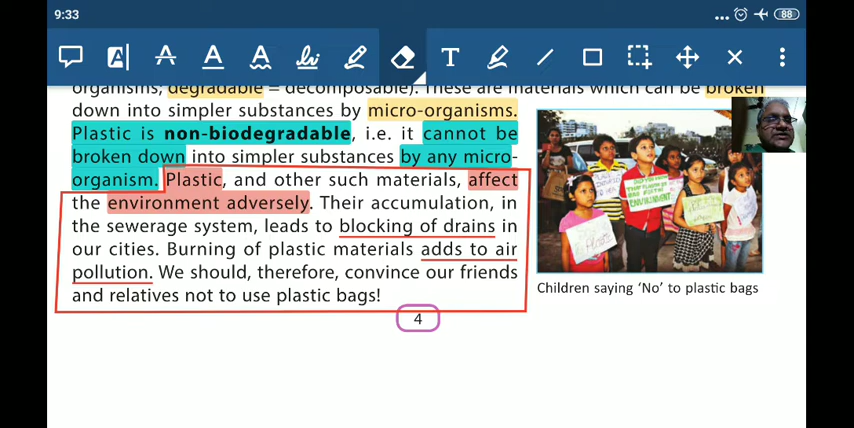 9:33
88
A
A
A
A
T
organisms; degradable = decomposable). These are materials which can be broken
down into simpler substances by micro-organisms.
Plastic is non-biodegradable, i.e. it cannot be
broken down into simpler substances by any micro-
organism. Plastic, and other such materials, affect
the environment adversely. Their accumulation, in
the sewerage system, leads to blocking of drains in
our cities. Burning of plastic materials adds to air
pollution. We should, therefore, convince our friends
and relatives not to use plastic bags!
Children saying ‘No’ to plastic bags
4